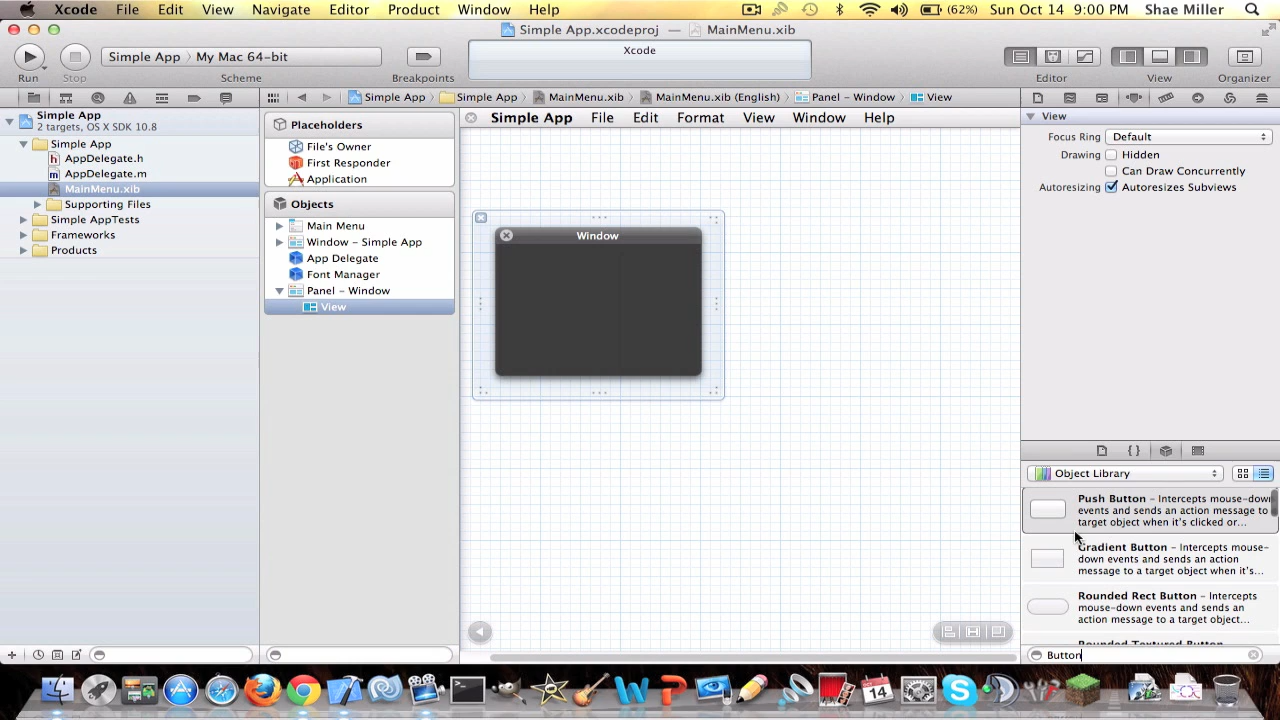 Xcode File Edit View Navigate Editor Product Window Help (62%) Sun Oct 14 9:00 PM Shae Miller
Simple App.xcodeproj — MainMenu.xib
Simple App My Mac 64-bit
Xcode
Run Stop Scheme Breakpoints Editor View Organizer
Simple App Simple App MainMenu.xib MainMenu.xib (English) Panel – Window View
Simple App
2 targets, OS X SDK 10.8
Simple App
AppDelegate.h
AppDelegate.m
MainMenu.xib
Supporting Files
Simple AppTests
Frameworks
Products
Placeholders
File's Owner
First Responder
Application
Objects
Main Menu
Window – Simple App
App Delegate
Font Manager
Panel – Window
View
Simple App File Edit Format View Window Help
Window
View
Focus Ring Default
Drawing Hidden
Can Draw Concurrently
Autoresizing Autoresizes Subviews
Object Library
Push Button – Intercepts mouse-down
events and sends an action message to
target object when it's clicked or...
Gradient Button – Intercepts mouse-
down events and sends an action
message to a target object when it's...
Rounded Rect Button – Intercepts
mouse-down events and sends an
action message to a target object...
Rounded Textured Button
Button
14